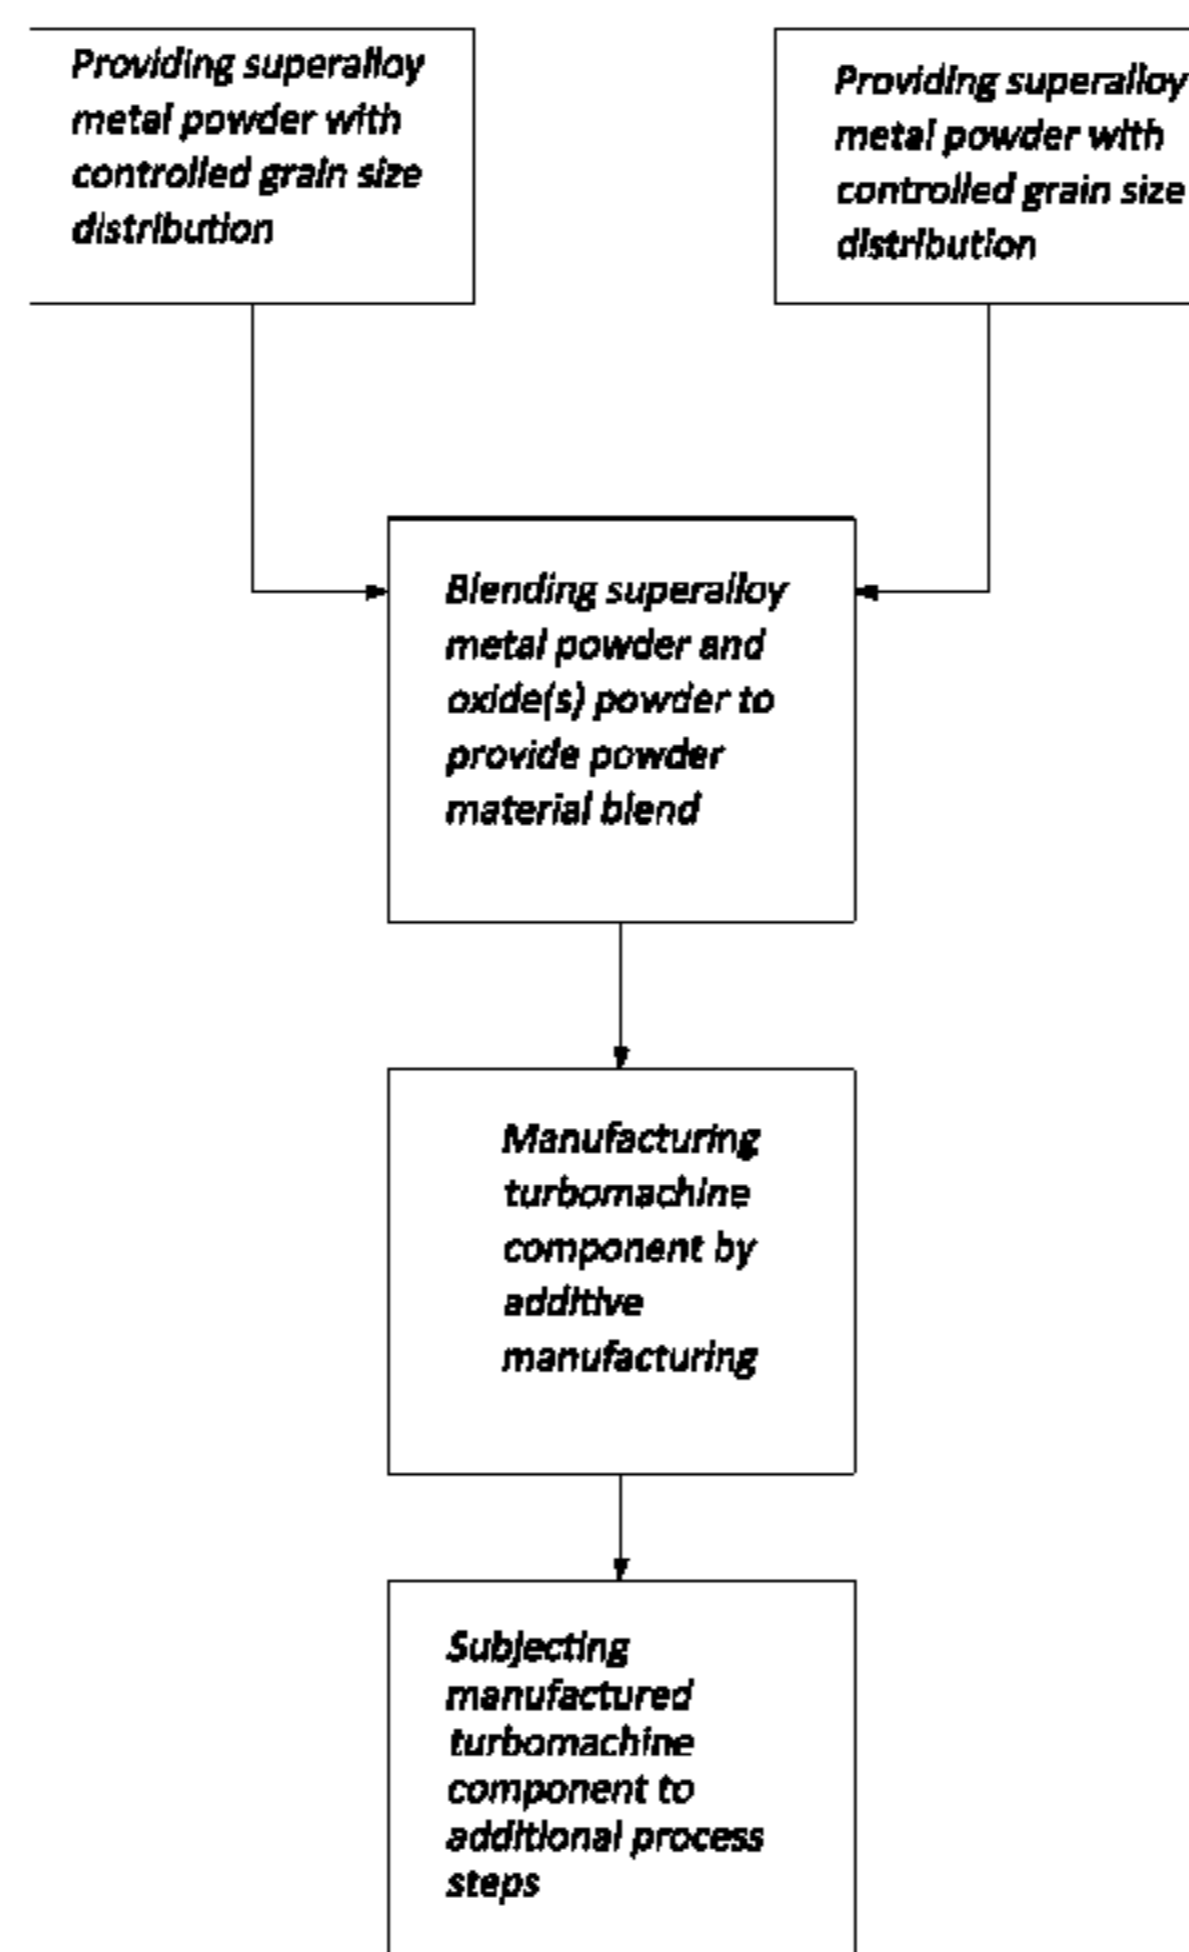 Providing superalloy
metal powder with
controlled grain size
distribution
Providing superalloy
metal powder with
controlled grain size
distribution
Blending superalloy
metal powder and
oxide(s) powder to
provide powder
material blend
Manufacturing
turbomachine
component by
additive
manufacturing
Subjecting
manufactured
turbomachine
component to
additional process
steps